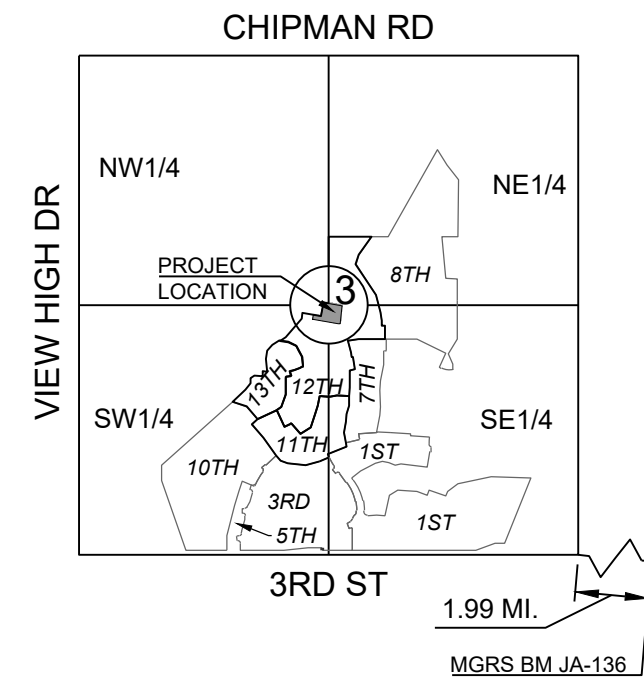 CHIPMAN RD
VIEW HIGH DR
NW1/4
NE1/4
PROJECT
LOCATION
3
8TH
13TH
12TH
7TH
SW1/4
SE1/4
11TH
1ST
10TH
3RD
1ST
5TH
3RD ST
1.99 MI.
MGRS BM JA-136